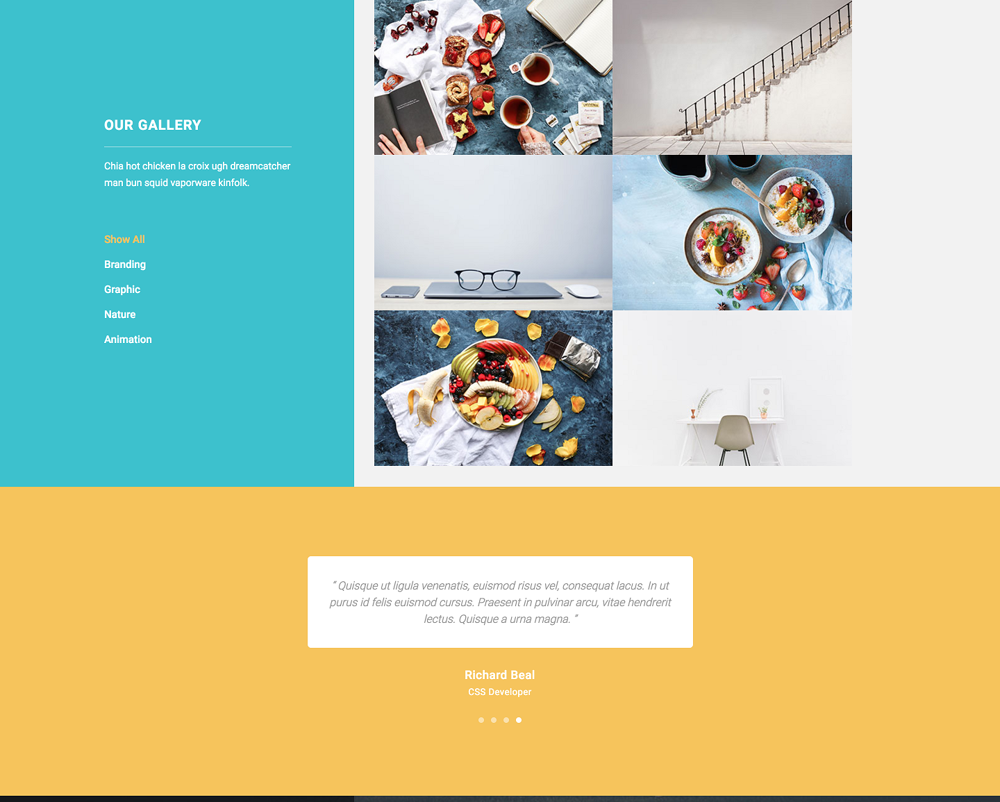 OUR GALLERY
Chia hot chicken la croix ugh dreamcatcher
man bun squid vaporware kinfolk.
Show All
Branding
Graphic
Nature
Animation
“ Quisque ut ligula venenatis, euismod risus vel, consequat lacus. In ut
purus id felis euismod cursus. Praesent in pulvinar arcu, vitae hendrerit
lectus. Quisque a urna magna. ”
Richard Beal
CSS Developer